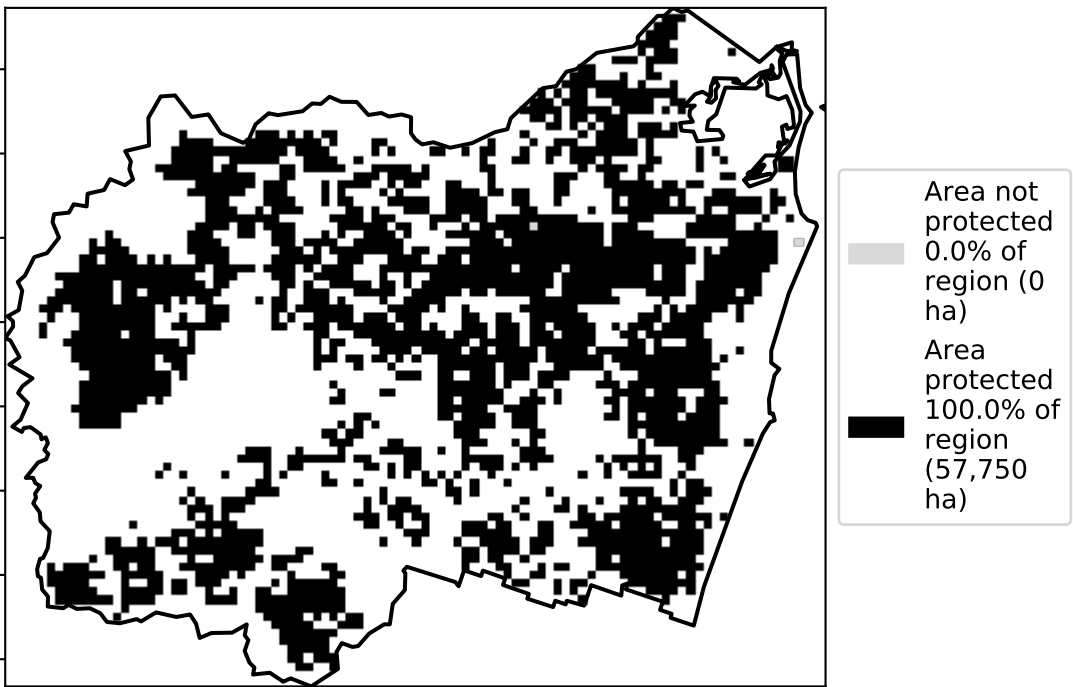 Area not
protected
0.0% of
region (0
ha)
Area
protected
100.0% of
region
(57,750
ha)